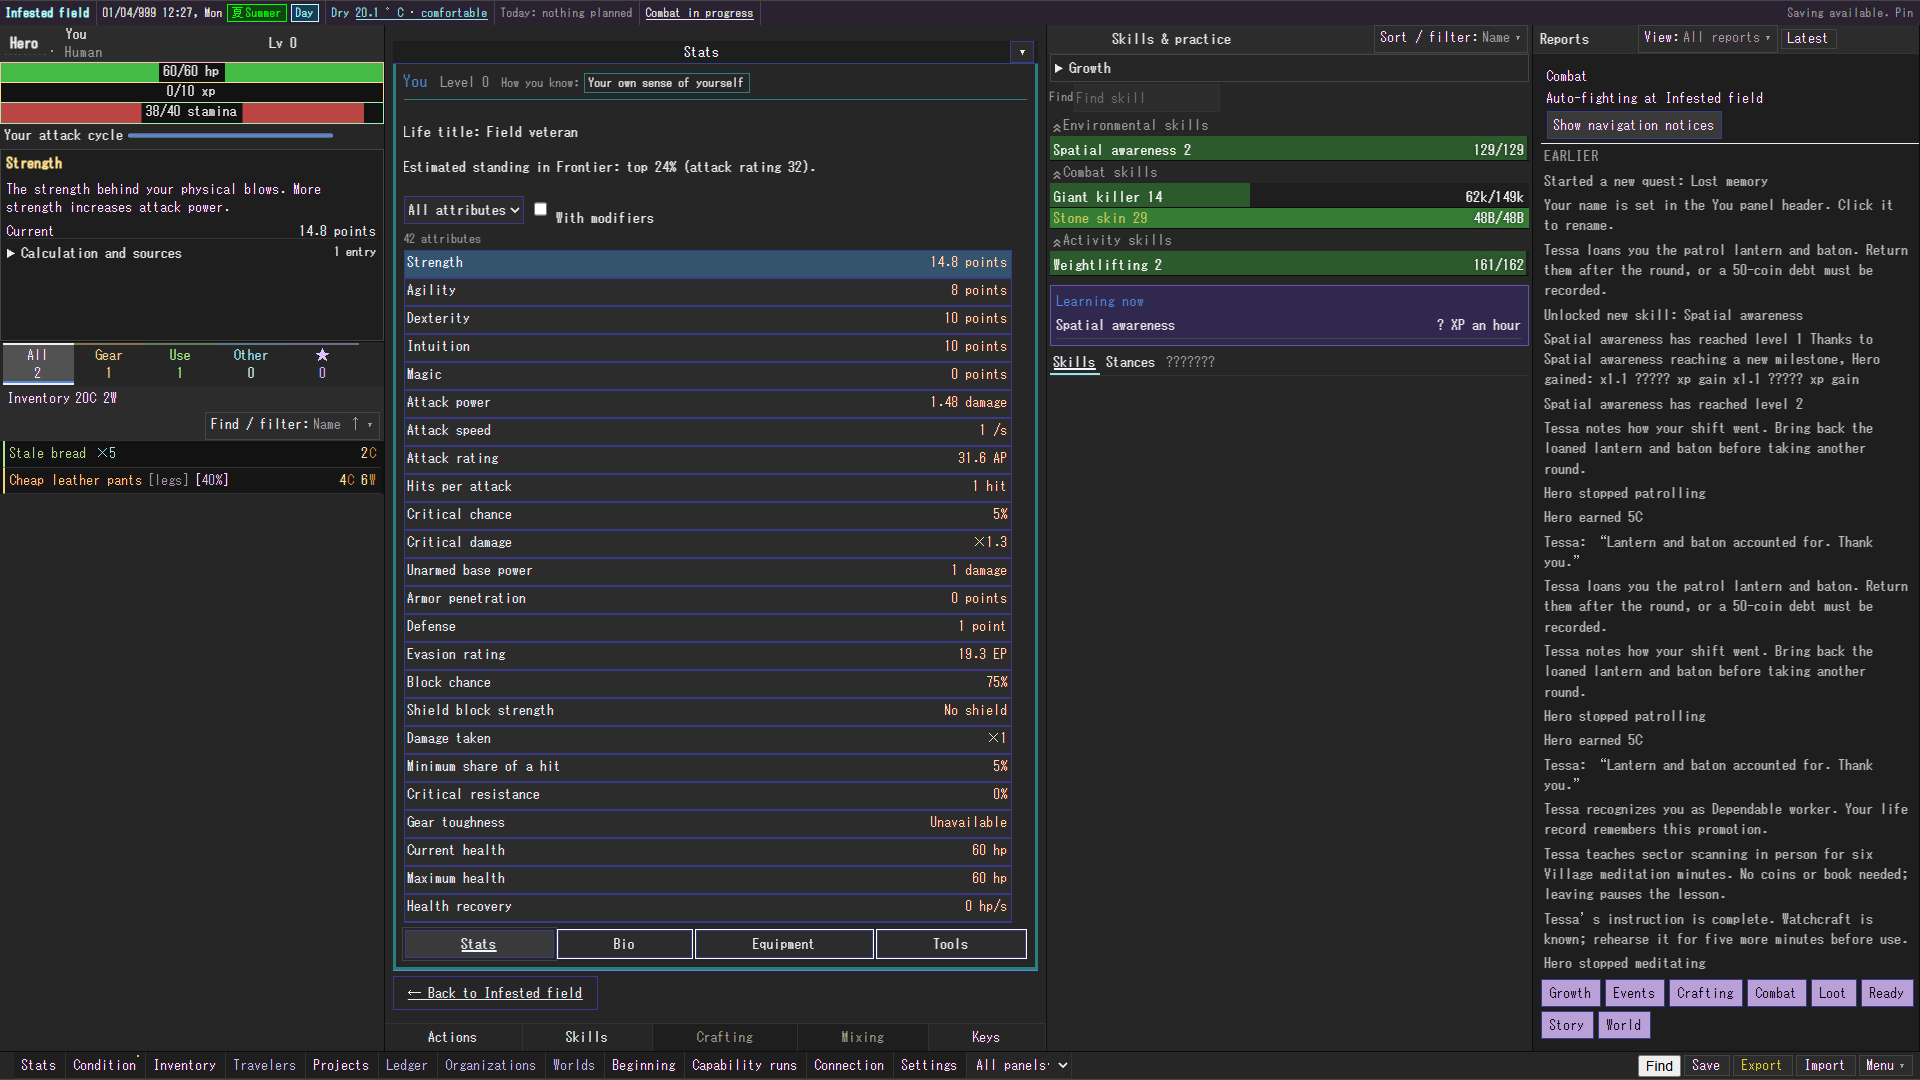 Infested field 01/04/999 12:27, Mon 夏Summer Day Dry 20.1 ° C · comfortable Today: nothing planned Combat in progress Saving available. Pin
Hero · You Human Lv 0
60/60 hp
0/10 xp
38/40 stamina
Your attack cycle
Strength
The strength behind your physical blows. More
strength increases attack power.
Current 14.8 points
▶ Calculation and sources 1 entry
All Gear Use Other ★
2 1 1 0 0
Inventory 20C 2W
Find / filter: Name ↑ ▾
Stale bread ×5 2C
Cheap leather pants [legs] [40%] 4C 6W
Stats ▾
You Level 0 How you know: Your own sense of yourself
Life title: Field veteran
Estimated standing in Frontier: top 24% (attack rating 32).
All attributes With modifiers
42 attributes
Strength 14.8 points
Agility 8 points
Dexterity 10 points
Intuition 10 points
Magic 0 points
Attack power 1.48 damage
Attack speed 1 /s
Attack rating 31.6 AP
Hits per attack 1 hit
Critical chance 5%
Critical damage ×1.3
Unarmed base power 1 damage
Armor penetration 0 points
Defense 1 point
Evasion rating 19.3 EP
Block chance 75%
Shield block strength No shield
Damage taken ×1
Minimum share of a hit 5%
Critical resistance 0%
Gear toughness Unavailable
Current health 60 hp
Maximum health 60 hp
Health recovery 0 hp/s
Stats Bio Equipment Tools
← Back to Infested field
Actions Skills Crafting Mixing Keys
Skills & practice Sort / filter: Name ▾
▶ Growth
Find Find skill
Environmental skills
Spatial awareness 2 129/129
Combat skills
Giant killer 14 62k/149k
Stone skin 29 48B/48B
Activity skills
Weightlifting 2 161/162
Learning now
Spatial awareness ? XP an hour
Skills Stances ???????
Reports View: All reports ▾ Latest
Combat
Auto-fighting at Infested field
Show navigation notices
EARLIER
Started a new quest: Lost memory
Your name is set in the You panel header. Click it
to rename.
Tessa loans you the patrol lantern and baton. Return
them after the round, or a 50-coin debt must be
recorded.
Unlocked new skill: Spatial awareness
Spatial awareness has reached level 1 Thanks to
Spatial awareness reaching a new milestone, Hero
gained: x1.1 ????? xp gain x1.1 ????? xp gain
Spatial awareness has reached level 2
Tessa notes how your shift went. Bring back the
loaned lantern and baton before taking another
round.
Hero stopped patrolling
Hero earned 5C
Tessa: “Lantern and baton accounted for. Thank
you.”
Tessa loans you the patrol lantern and baton. Return
them after the round, or a 50-coin debt must be
recorded.
Tessa notes how your shift went. Bring back the
loaned lantern and baton before taking another
round.
Hero stopped patrolling
Hero earned 5C
Tessa: “Lantern and baton accounted for. Thank
you.”
Tessa recognizes you as Dependable worker. Your life
record remembers this promotion.
Tessa teaches sector scanning in person for six
Village meditation minutes. No coins or book needed;
leaving pauses the lesson.
Tessa’s instruction is complete. Watchcraft is
known; rehearse it for five more minutes before use.
Hero stopped meditating
Growth Events Crafting Combat Loot Ready
Story World
Stats Condition Inventory Travelers Projects Ledger Organizations Worlds Beginning Capability runs Connection Settings All panels Find Save Export Import Menu ▾